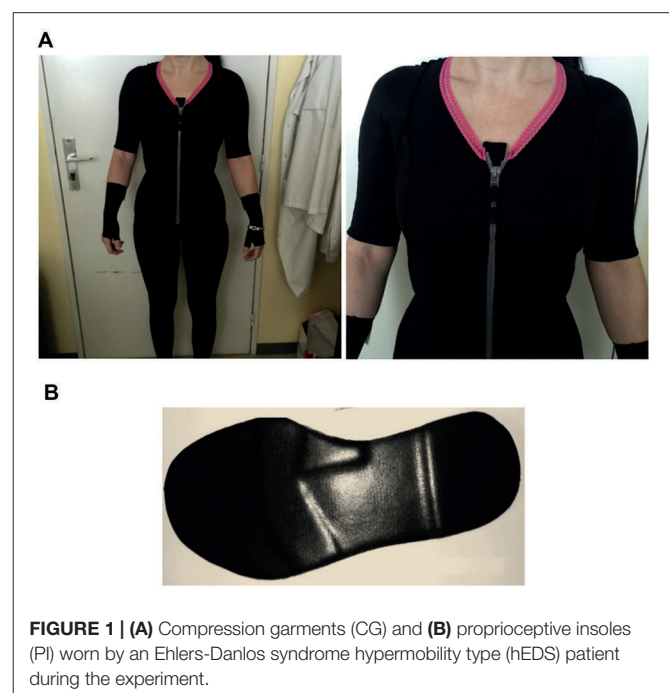 A
B
FIGURE 1 | (A) Compression garments (CG) and (B) proprioceptive insoles
(PI) worn by an Ehlers-Danlos syndrome hypermobility type (hEDS) patient
during the experiment.